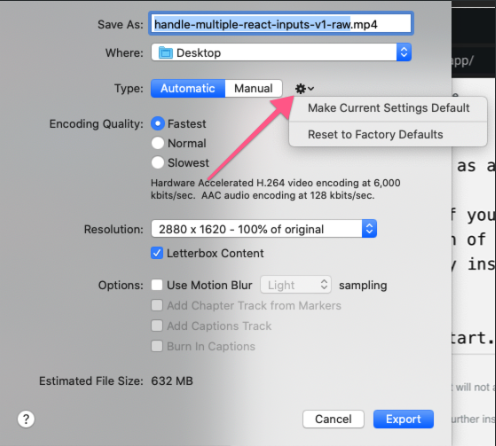 Save As: handle-multiple-react-inputs-v1-raw.mp4
Where: Desktop
app/
Type: Automatic Manual
Make Current Settings Default
Reset to Factory Defaults
Encoding Quality: Fastest
Normal
Slowest
as a
Hardware Accelerated H.264 video encoding at 6,000
kbits/sec. AAC audio encoding at 128 kbits/sec.
f you
Resolution: 2880 x 1620 - 100% of original
of
Letterbox Content
y ins
Options: Use Motion Blur Light sampling
Add Chapter Track from Markers
Add Captions Track
tart.
Burn In Captions
Estimated File Size: 632 MB
will not a
? Cancel Export
urther ins